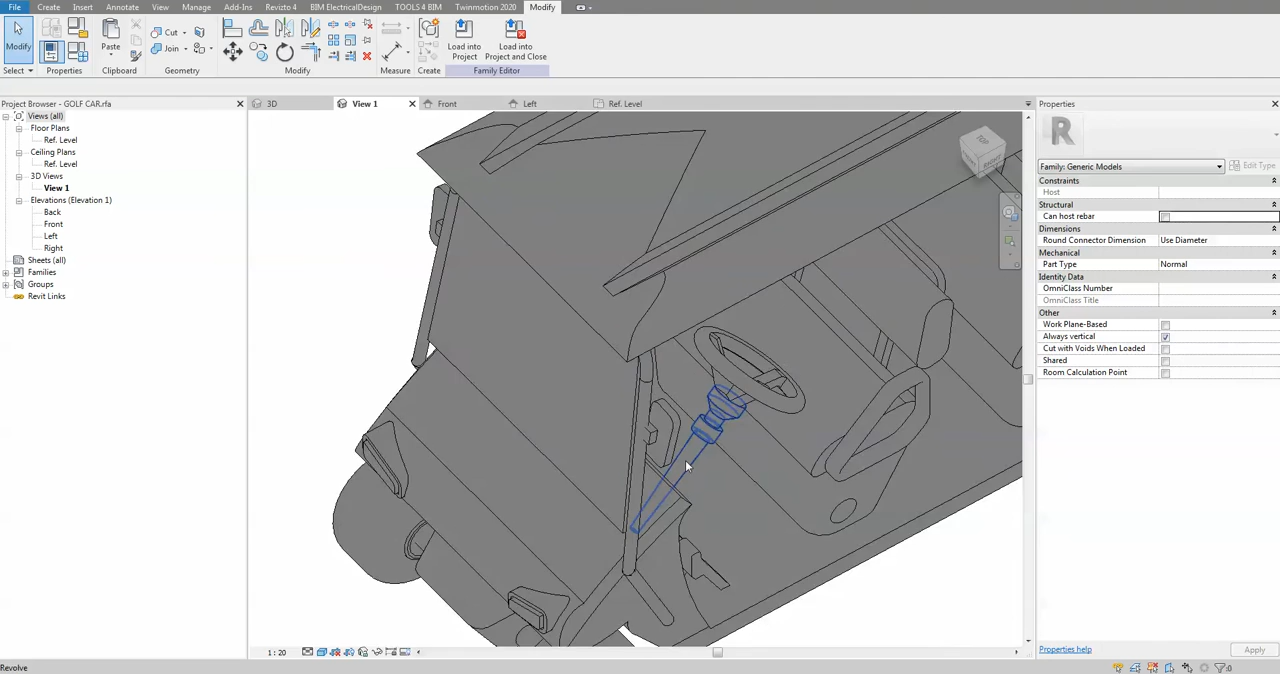 File Create Insert Annotate View Manage Add-Ins Revizto 4 BIM ElectricalDesign TOOLS 4 BIM Twinmotion 2020 Modify
Modify
Paste
Cut
Join
Load into Project
Load into Project and Close
Select Properties Clipboard Geometry Modify Measure Create Family Editor
Project Browser - GOLF CAR.rfa
3D View 1 Front Left Ref. Level
Properties
Views (all)
Floor Plans
Ref. Level
Ceiling Plans
Ref. Level
3D Views
View 1
Elevations (Elevation 1)
Back
Front
Left
Right
Sheets (all)
Families
Groups
Revit Links
TOP
R
Family: Generic Models Edit Type
Constraints
Host
Structural
Can host rebar
Dimensions
Round Connector Dimension Use Diameter
Mechanical
Part Type Normal
Identity Data
OmniClass Number
OmniClass Title
Other
Work Plane-Based
Always vertical
Cut with Voids When Loaded
Shared
Room Calculation Point
Properties help Apply
1 : 20
Revolve
:0